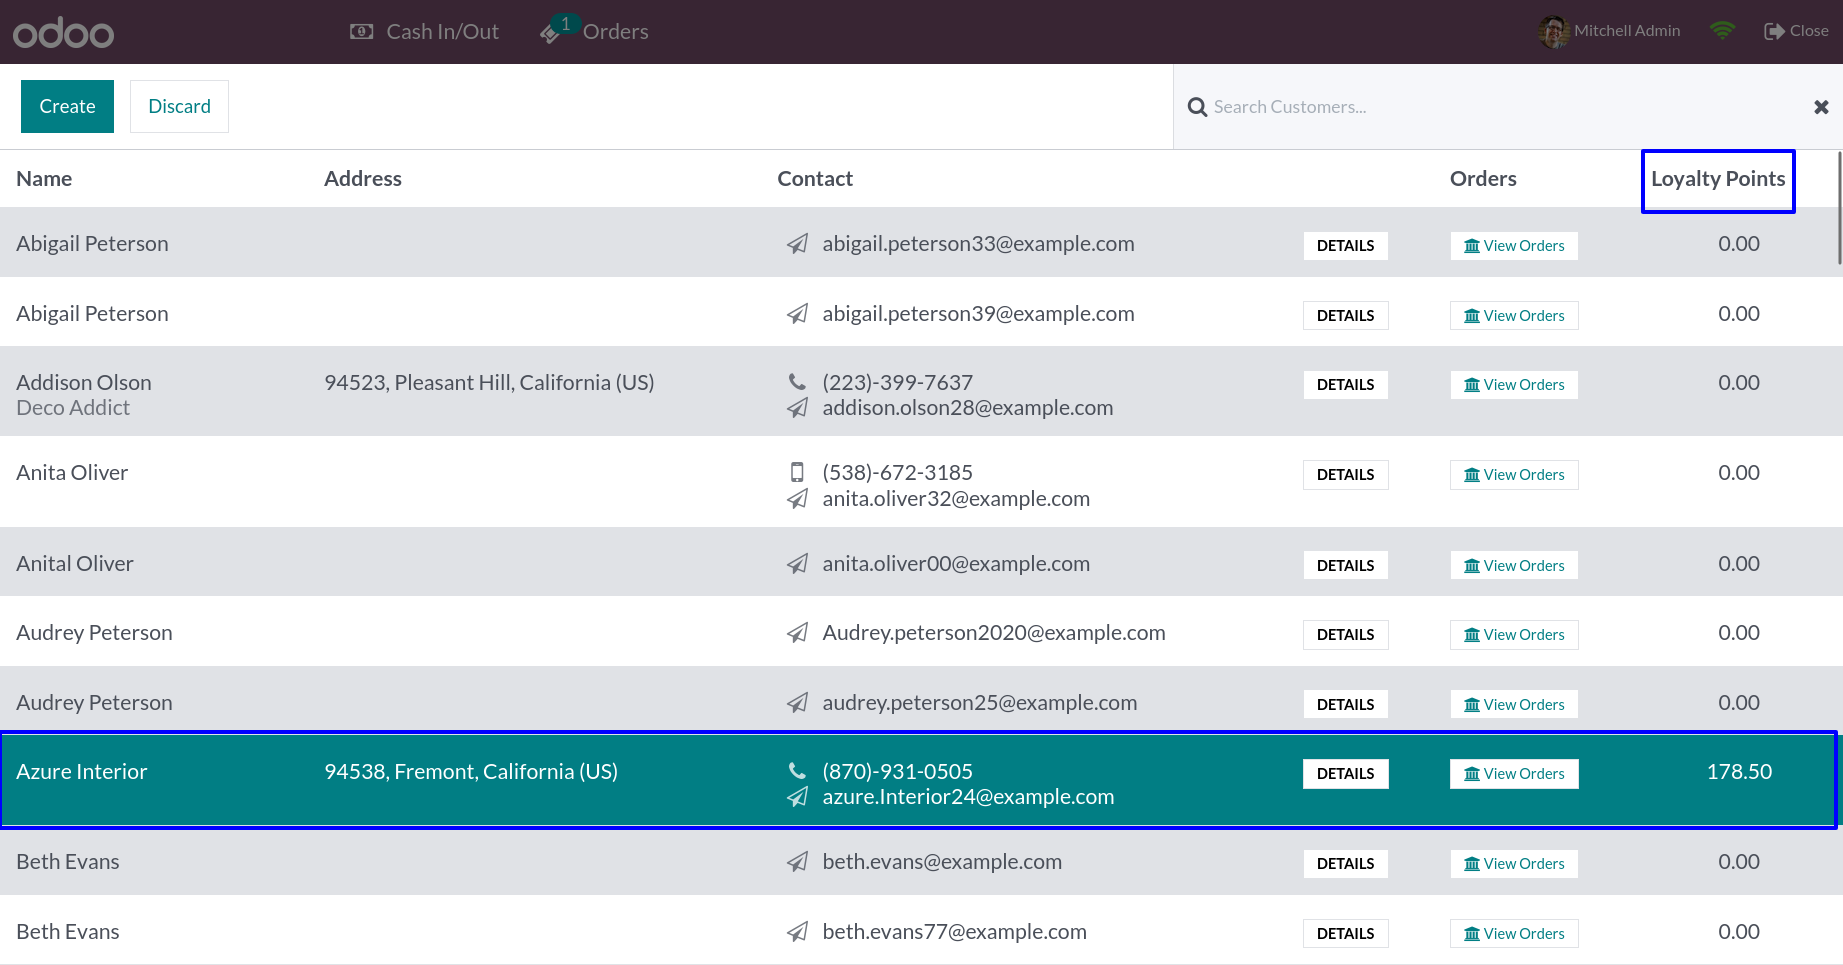 odoo Cash In/Out 1 Orders Mitchell Admin Close
Create Discard Search Customers...
Name Address Contact Orders Loyalty Points
Abigail Peterson abigail.peterson33@example.com DETAILS View Orders 0.00
Abigail Peterson abigail.peterson39@example.com DETAILS View Orders 0.00
Addison Olson 94523, Pleasant Hill, California (US) (223)-399-7637 DETAILS View Orders 0.00
Deco Addict addison.olson28@example.com
Anita Oliver (538)-672-3185 DETAILS View Orders 0.00
anita.oliver32@example.com
Anital Oliver anita.oliver00@example.com DETAILS View Orders 0.00
Audrey Peterson Audrey.peterson2020@example.com DETAILS View Orders 0.00
Audrey Peterson audrey.peterson25@example.com DETAILS View Orders 0.00
Azure Interior 94538, Fremont, California (US) (870)-931-0505 DETAILS View Orders 178.50
azure.Interior24@example.com
Beth Evans beth.evans@example.com DETAILS View Orders 0.00
Beth Evans beth.evans77@example.com DETAILS View Orders 0.00